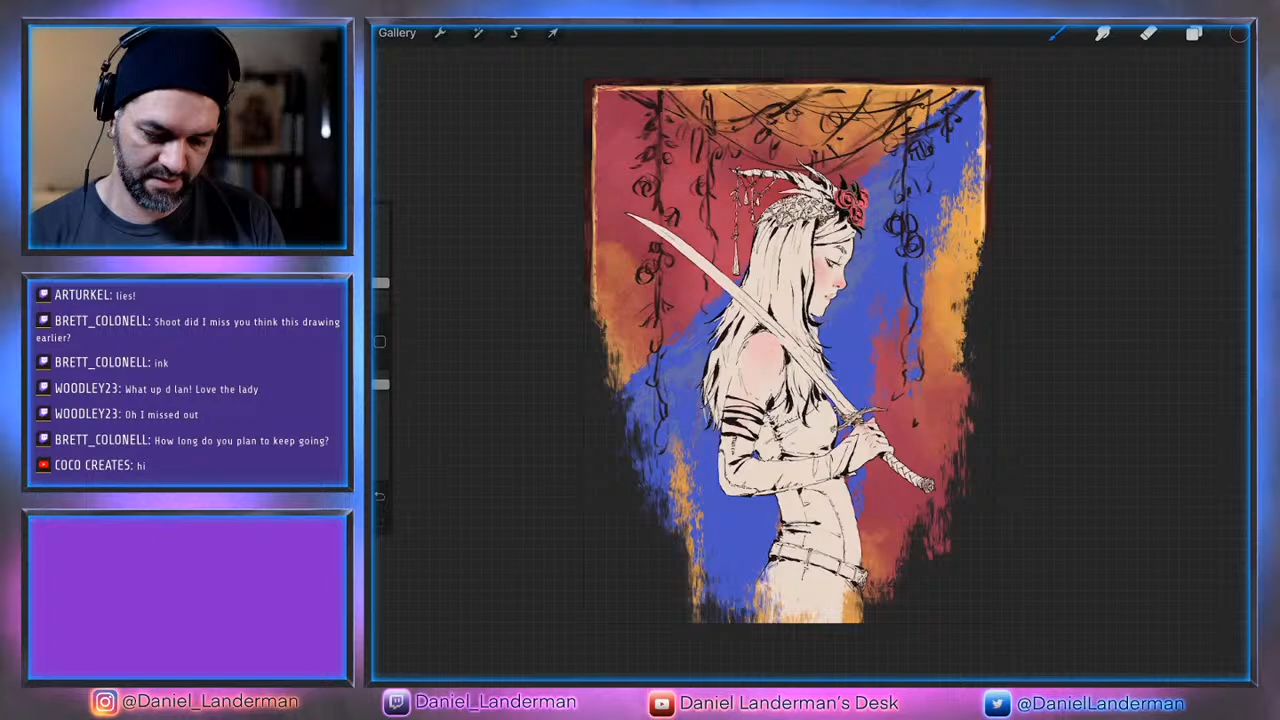 Gallery
ARTURKEL: lies!
BRETT_COLONELL: Shoot did I miss you think this drawing
earlier?
BRETT_COLONELL: ink
WOODLEY23: What up d lan! Love the lady
WOODLEY23: Oh I missed out
BRETT_COLONELL: How long do you plan to keep going?
COCO CREATES: hi
@Daniel_Landerman
Daniel_Landerman
Daniel Landerman's Desk
@DanielLanderman